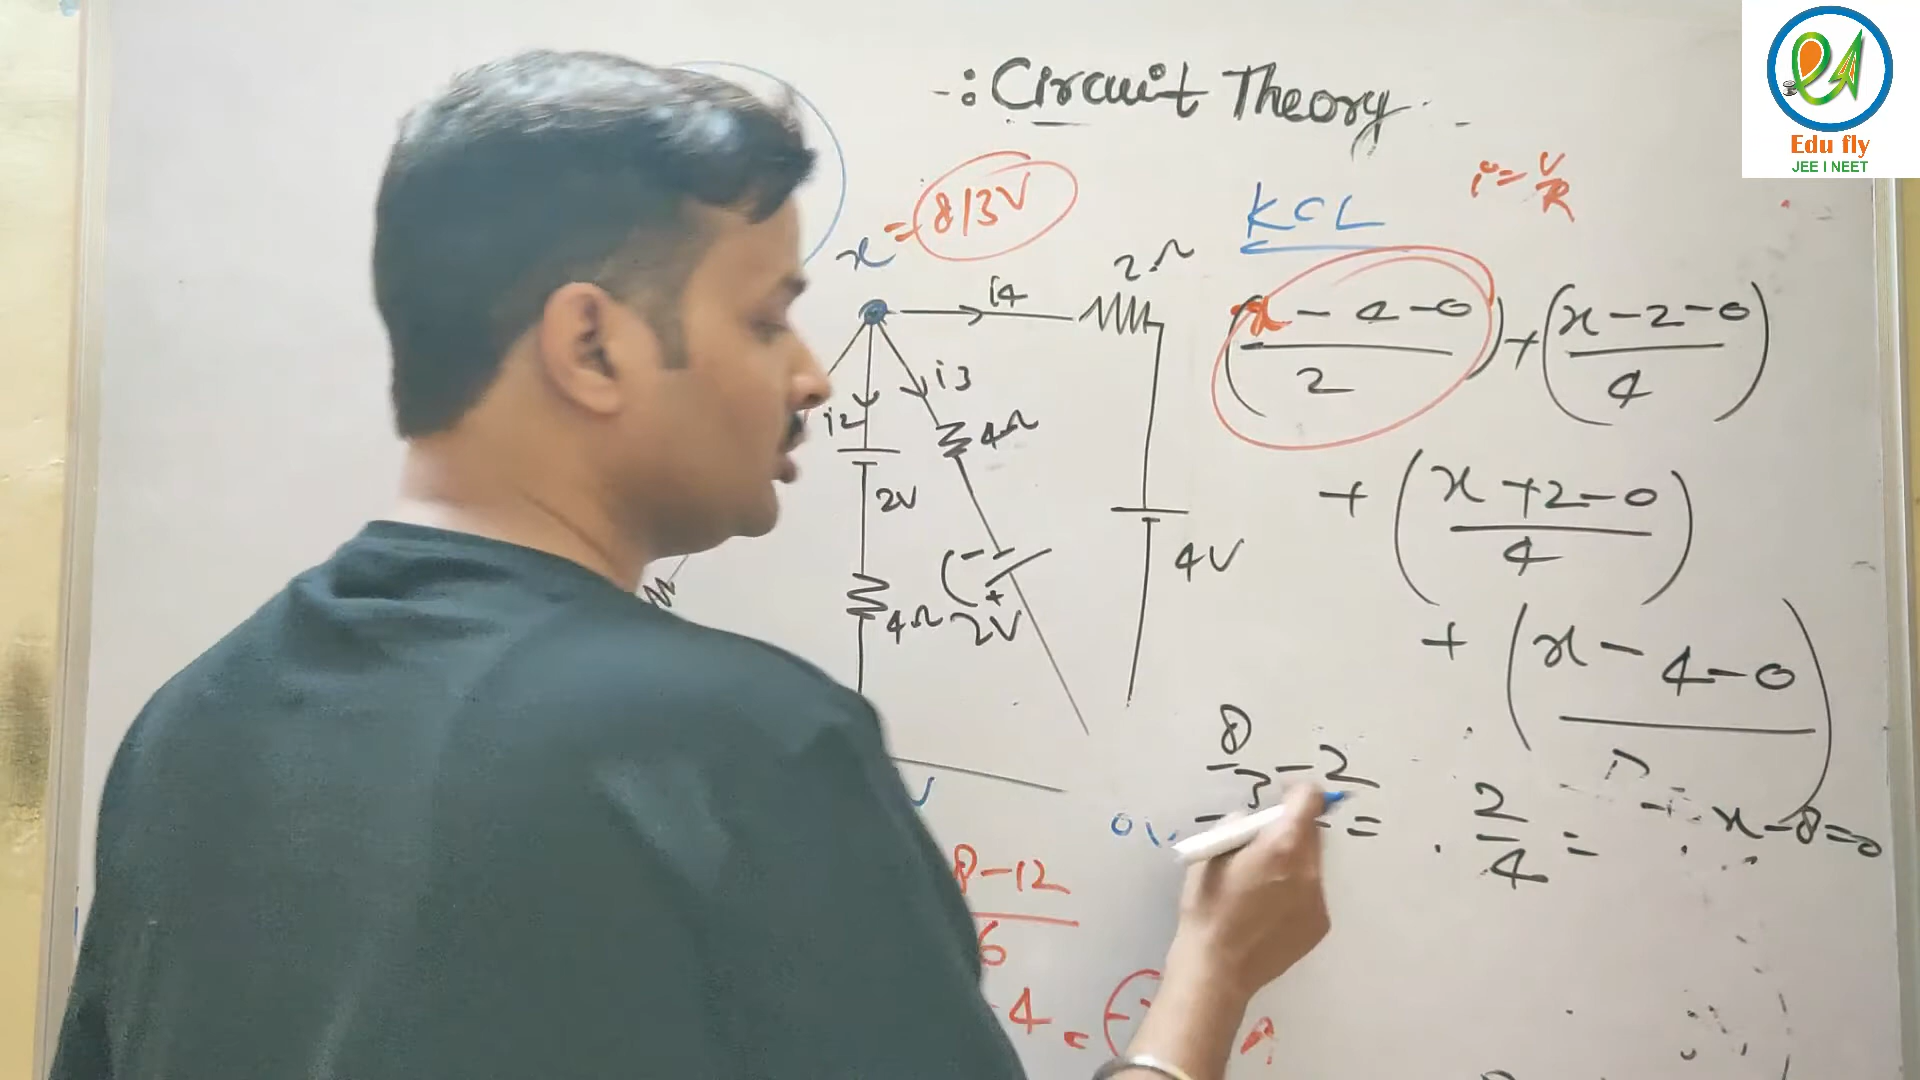 -: Circuit Theory
Edu fly
JEE I NEET
i = V/R
KCL
x = 8/3V
i4
2Ω
(x - 4 - 0)/2 + (x - 2 - 0)/4
i3
i2
4Ω
+ (x + 2 - 0)/4
2V
4V
-
+
4Ω
2V
+ (x - 4 - 0)
8/3 - 2
=
2/4 =
x - 8 = 0
8 - 12
6
4 =
A